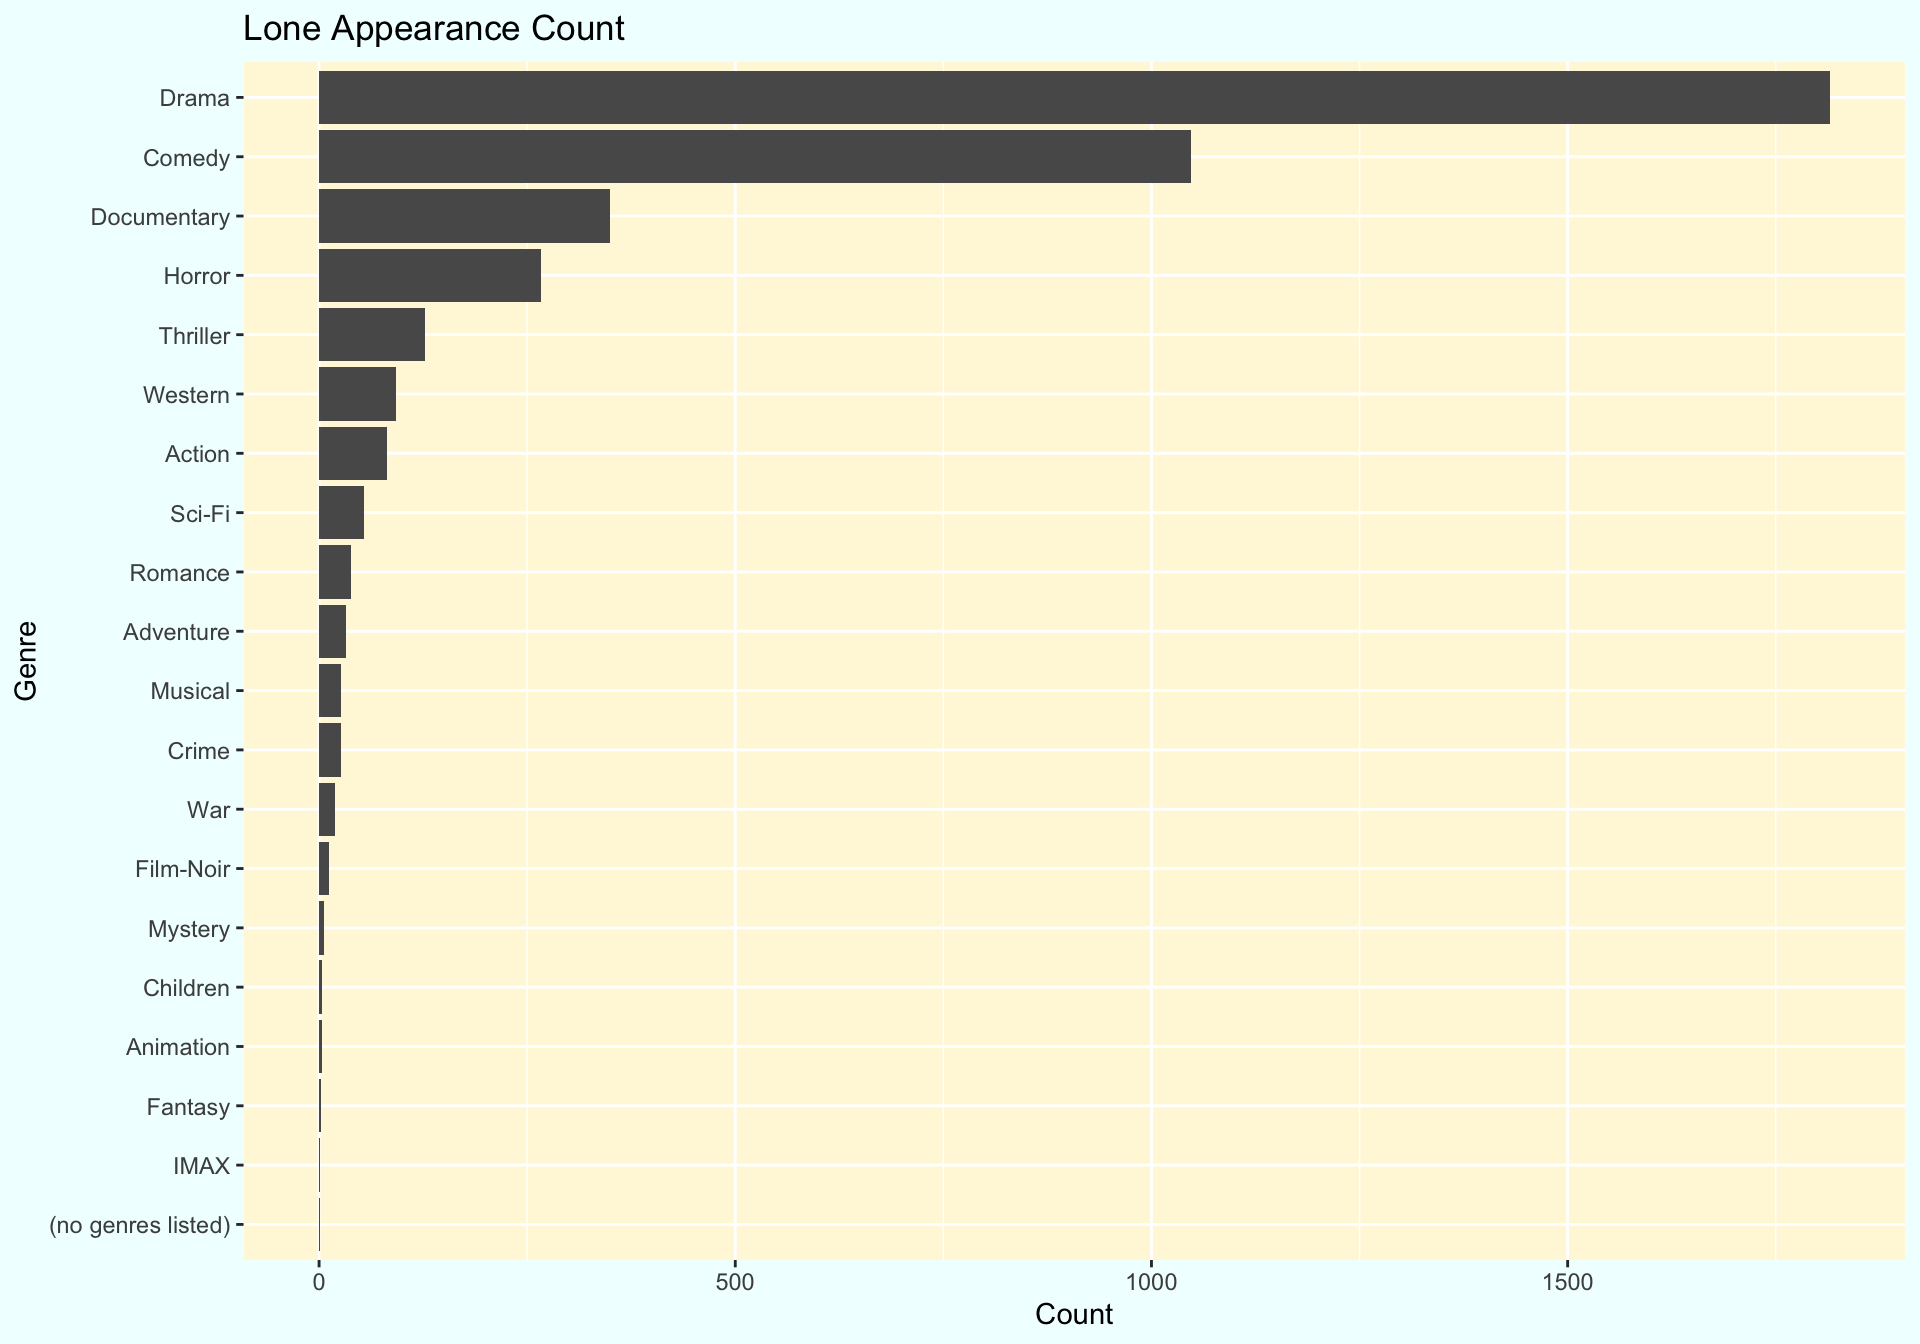 Lone Appearance Count
Drama
Comedy
Documentary
Horror
Thriller
Western
Action
Sci-Fi
Romance
Adventure
Musical
Crime
War
Film-Noir
Mystery
Children
Animation
Fantasy
IMAX
(no genres listed)
Genre
0 500 1000 1500
Count